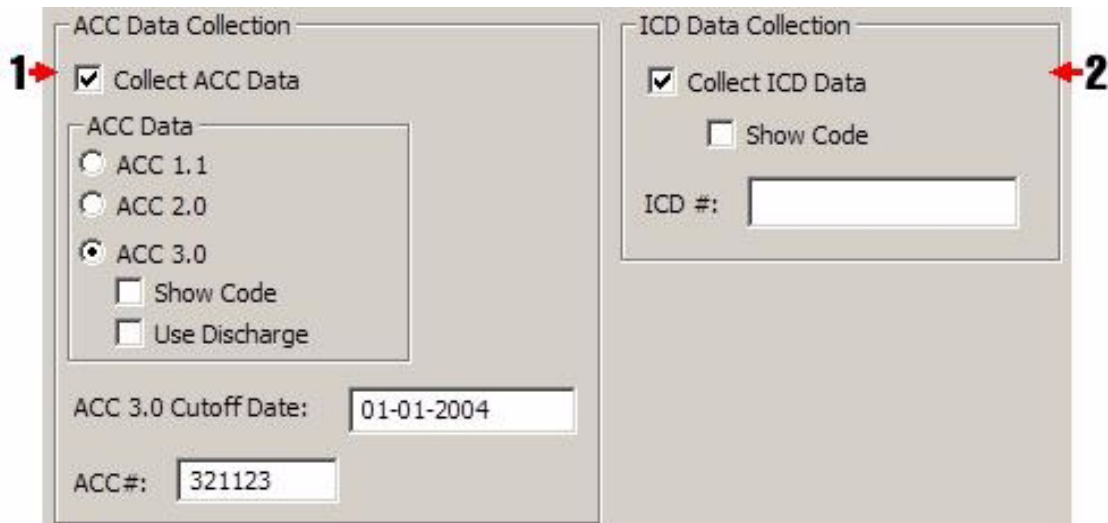 ACC Data Collection
1
Collect ACC Data
ACC Data
ACC 1.1
ACC 2.0
ACC 3.0
Show Code
Use Discharge
ACC 3.0 Cutoff Date: 01-01-2004
ACC#: 321123
ICD Data Collection
Collect ICD Data
2
Show Code
ICD #: